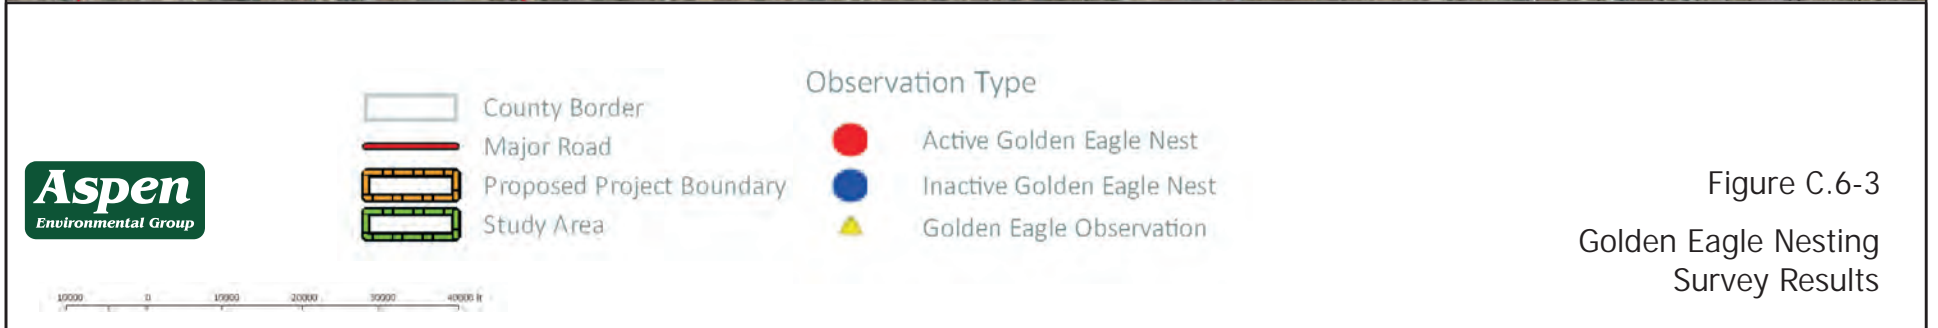 Aspen
Environmental Group
County Border
Major Road
Proposed Project Boundary
Study Area
Observation Type
Active Golden Eagle Nest
Inactive Golden Eagle Nest
Golden Eagle Observation
Figure C.6-3
Golden Eagle Nesting
Survey Results
10000 0 10000 20000 30000 40000 ft